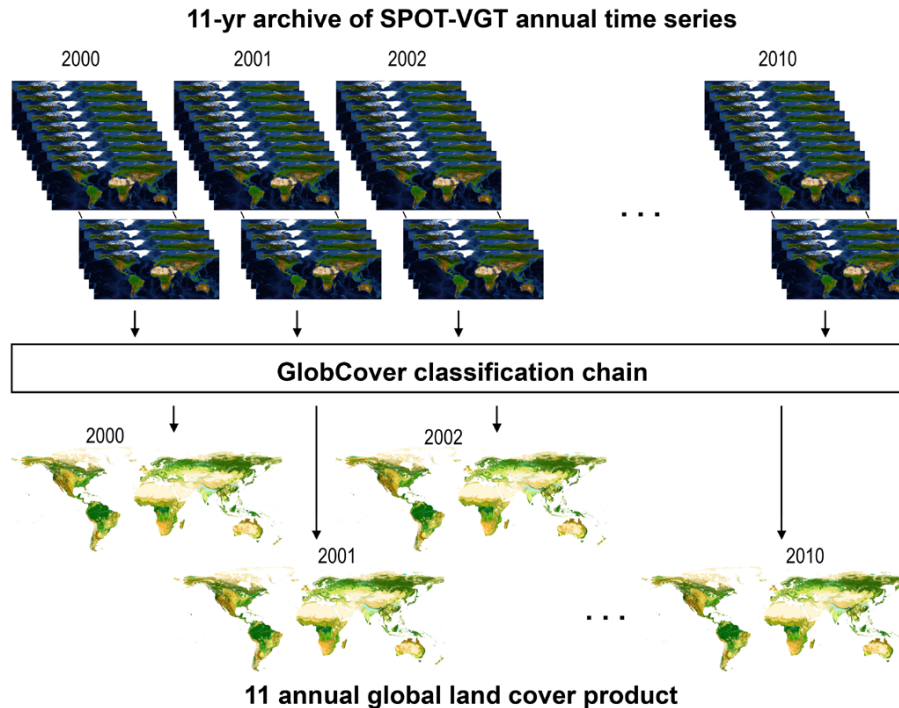 11-yr archive of SPOT-VGT annual time series
2000 2001 2002 2010
. . .
GlobCover classification chain
2000 2002
2001 2010
. . .
11 annual global land cover product